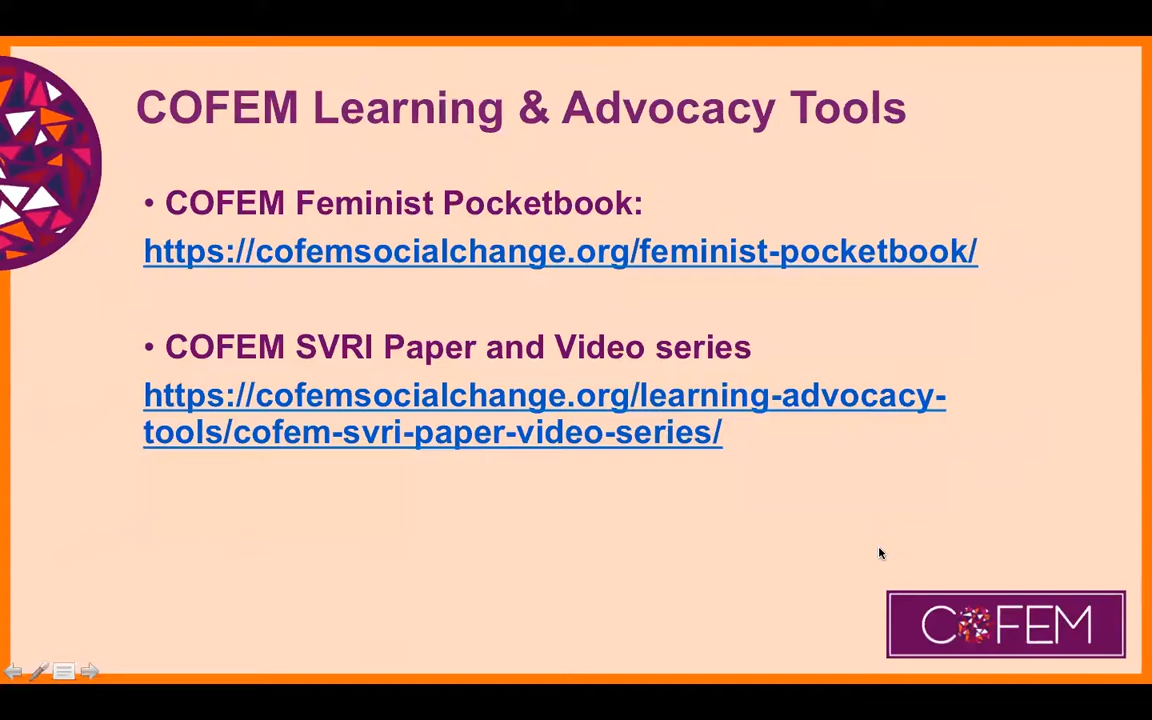 COFEM Learning & Advocacy Tools
• COFEM Feminist Pocketbook:
https://cofemsocialchange.org/feminist-pocketbook/
• COFEM SVRI Paper and Video series
https://cofemsocialchange.org/learning-advocacy-
tools/cofem-svri-paper-video-series/
COFEM